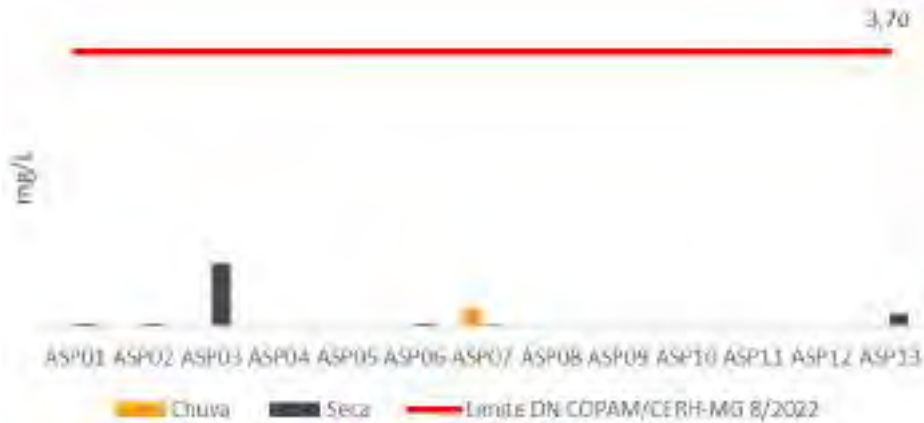 3,70
mg/L
ASP01 ASP02 ASP03 ASP04 ASP05 ASP06 ASP07 ASP08 ASP09 ASP10 ASP11 ASP12 ASP13
Chuva Seca Limite DN COPAM/CERH-MG 8/2022